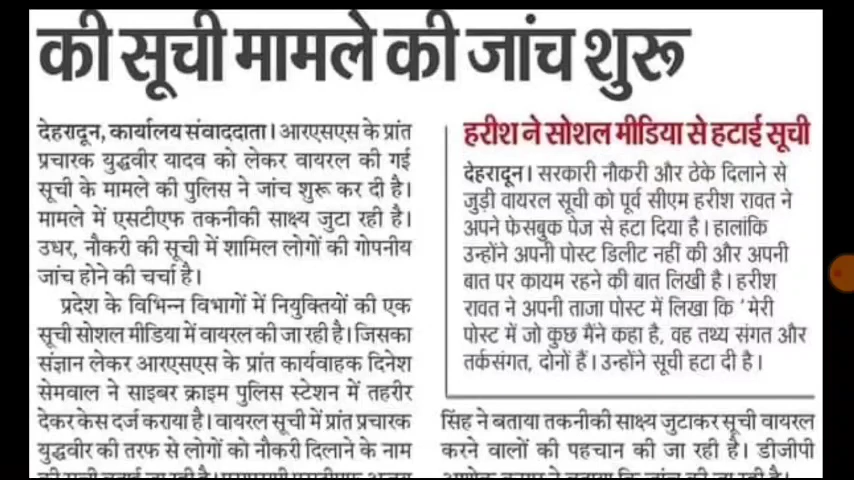 की सूची मामले की जांच शुरू
देहरादून, कार्यालय संवाददाता। आरएसएस के प्रांत
प्रचारक युद्धवीर यादव को लेकर वायरल की गई
सूची के मामले की पुलिस ने जांच शुरू कर दी है।
मामले में एसटीएफ तकनीकी साक्ष्य जुटा रही है।
उधर, नौकरी की सूची में शामिल लोगों की गोपनीय
जांच होने की चर्चा है।
प्रदेश के विभिन्न विभागों में नियुक्तियों की एक
सूची सोशल मीडिया में वायरल की जा रही है। जिसका
संज्ञान लेकर आरएसएस के प्रांत कार्यवाहक दिनेश
सेमवाल ने साइबर क्राइम पुलिस स्टेशन में तहरीर
देकर केस दर्ज कराया है। वायरल सूची में प्रांत प्रचारक
युद्धवीर की तरफ से लोगों को नौकरी दिलाने के नाम
हरीश ने सोशल मीडिया से हटाई सूची
देहरादून। सरकारी नौकरी और ठेके दिलाने से
जुड़ी वायरल सूची को पूर्व सीएम हरीश रावत ने
अपने फेसबुक पेज से हटा दिया है। हालांकि
उन्होंने अपनी पोस्ट डिलीट नहीं की और अपनी
बात पर कायम रहने की बात लिखी है। हरीश
रावत ने अपनी ताजा पोस्ट में लिखा कि 'मेरी
पोस्ट में जो कुछ मैंने कहा है, वह तथ्य संगत और
तर्कसंगत, दोनों हैं। उन्होंने सूची हटा दी है।
सिंह ने बताया तकनीकी साक्ष्य जुटाकर सूची वायरल
करने वालों की पहचान की जा रही है। डीजीपी